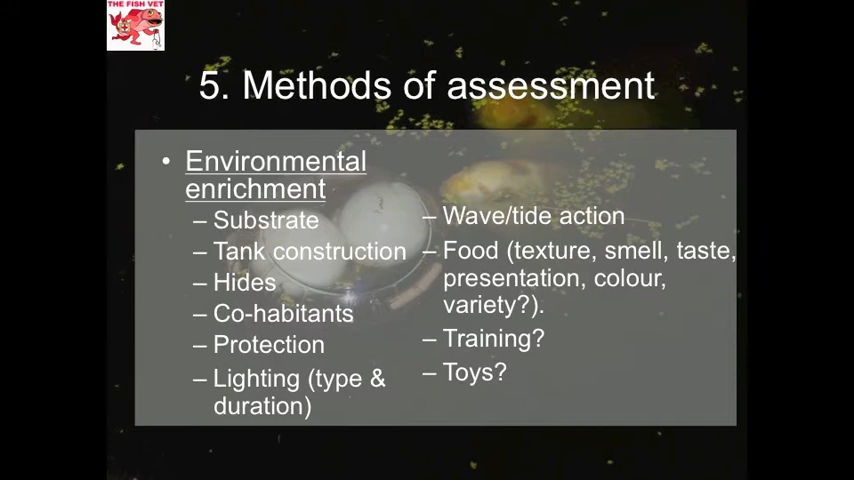 THE FISH VET
5. Methods of assessment
• Environmental
enrichment
– Substrate
– Tank construction
– Hides
– Co-habitants
– Protection
– Lighting (type &
duration)
– Wave/tide action
– Food (texture, smell, taste,
presentation, colour,
variety?).
– Training?
– Toys?